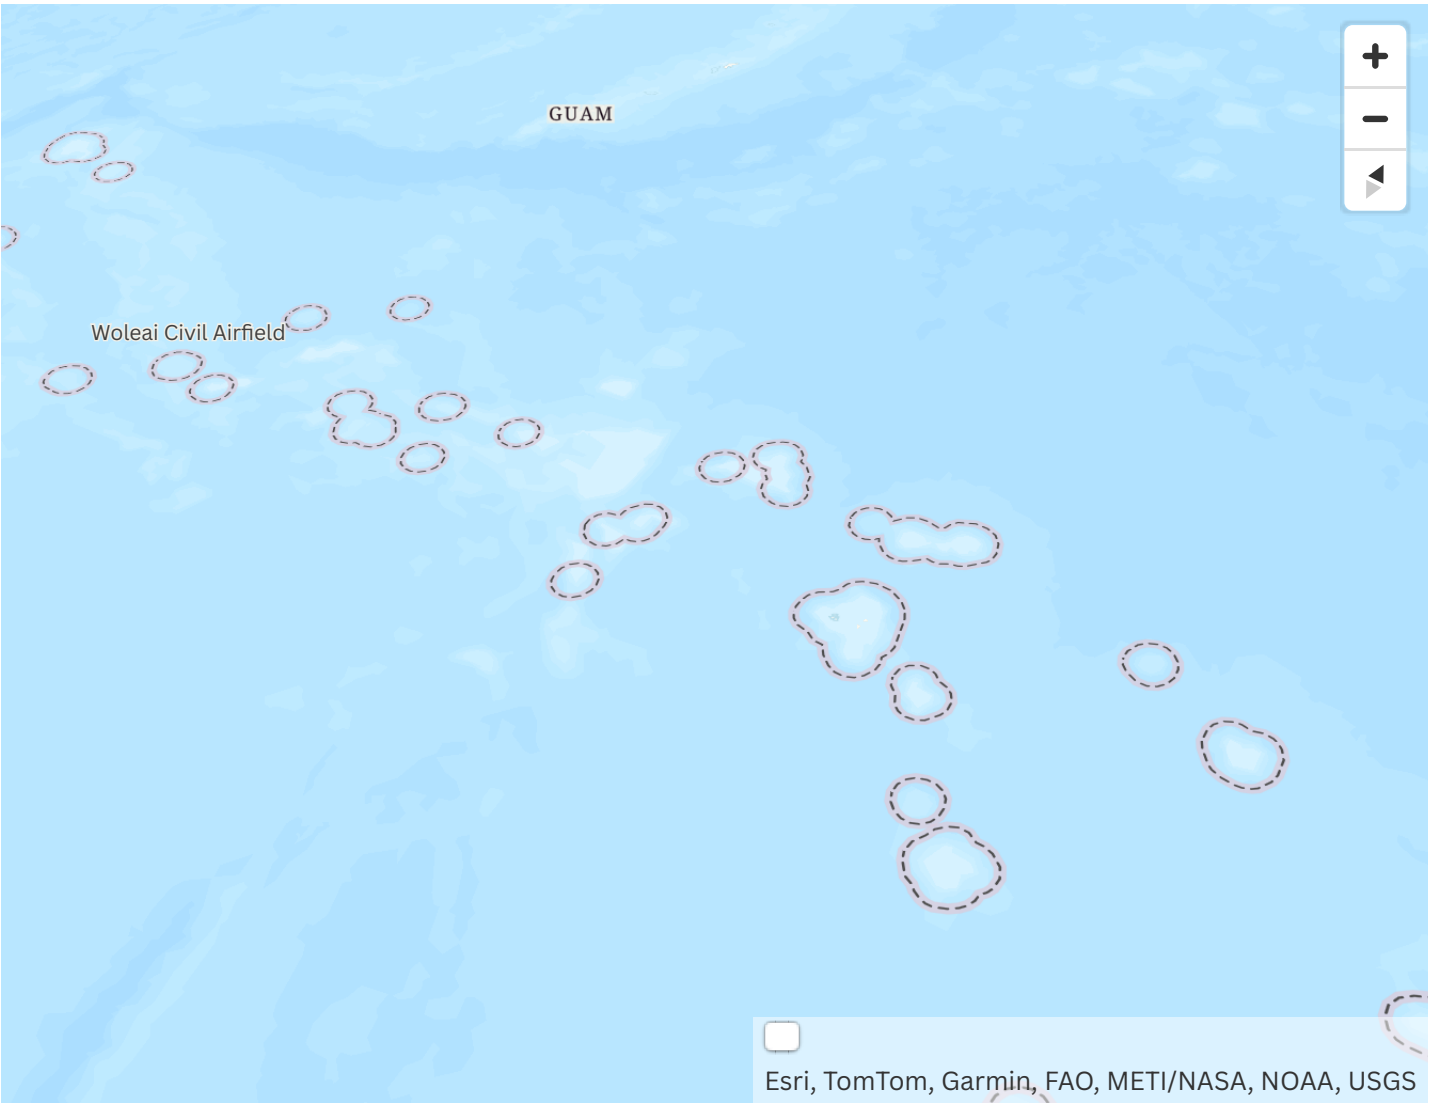 GUAM
Woleai Civil Airfield
Esri, TomTom, Garmin, FAO, METI/NASA, NOAA, USGS